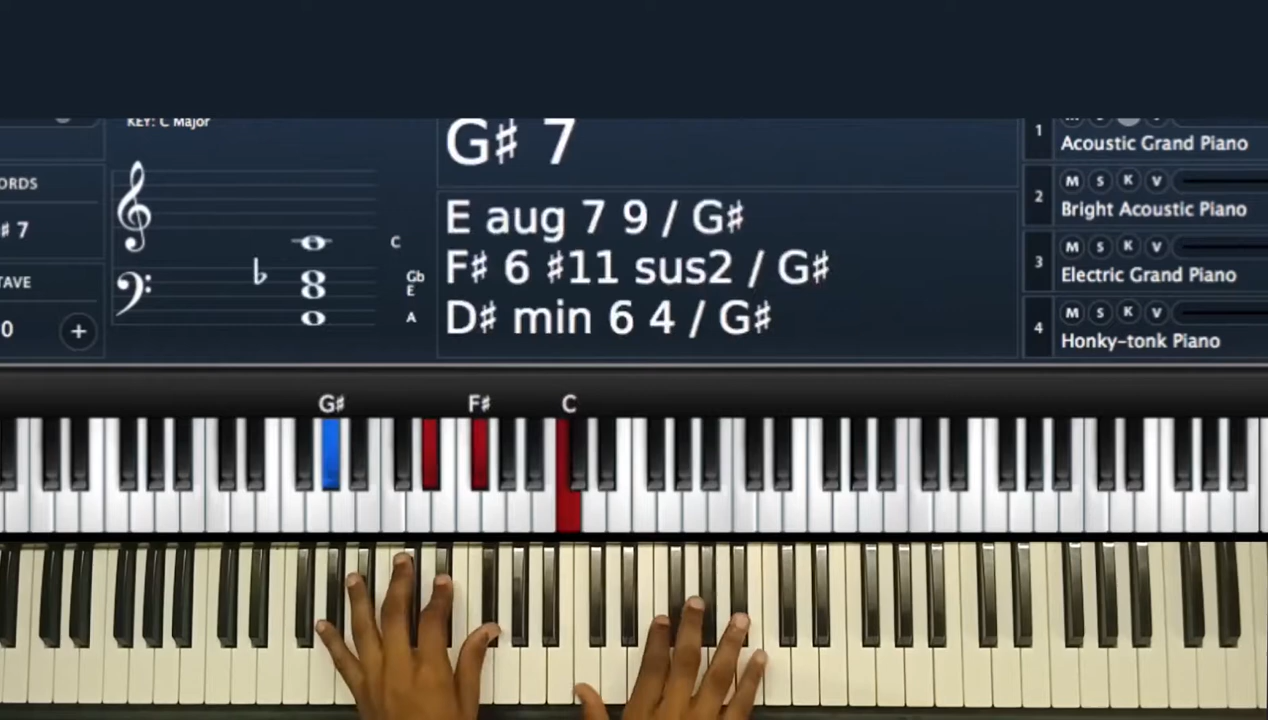 KEY: C Major
G♯ 7
1
Acoustic Grand Piano
ORDS
♯ 7
C
Gb
E
A
E aug 7 9 / G♯
F♯ 6 ♯11 sus2 / G♯
D♯ min 6 4 / G♯
M S K V
2
Bright Acoustic Piano
M S K V
3
Electric Grand Piano
M S K V
4
Honky-tonk Piano
TAVE
0 +
G♯ F♯ C